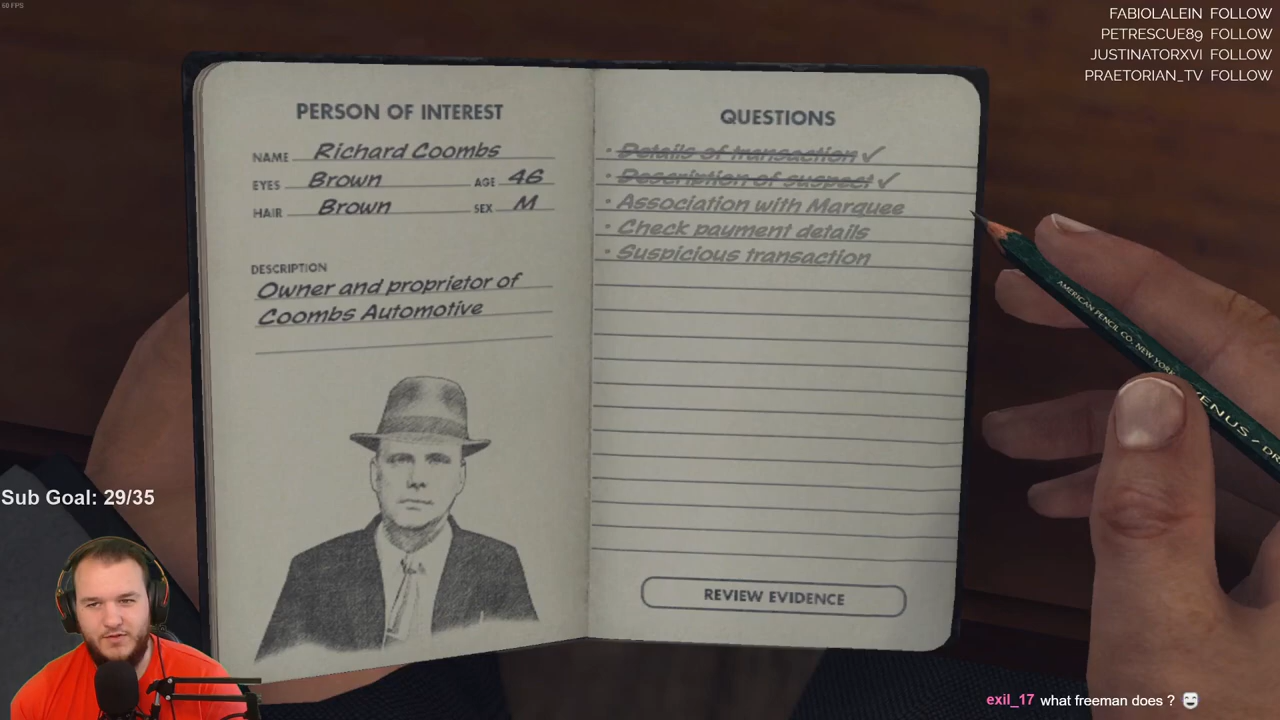 60 FPS
FABIOLALEIN FOLLOW
PETRESCUE89 FOLLOW
JUSTINATORXVI FOLLOW
PRAETORIAN_TV FOLLOW
PERSON OF INTEREST
NAME Richard Coombs
EYES Brown AGE 46
HAIR Brown SEX M
DESCRIPTION
Owner and proprietor of
Coombs Automotive
QUESTIONS
• Details of transaction ✓
• Description of suspect ✓
• Association with Marquee
• Check payment details
• Suspicious transaction
REVIEW EVIDENCE
AMERICAN PENCIL CO. NEW YORK
VENUS / DR
Sub Goal: 29/35
exil_17 what freeman does ?